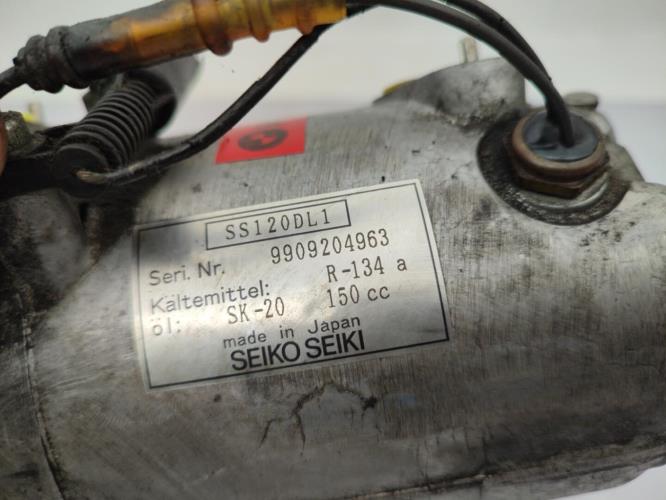 SS120DL1
Seri. Nr. 9909204963
Kältemittel: R-134 a
öl: SK-20 150 cc
made in Japan
SEIKO SEIKI